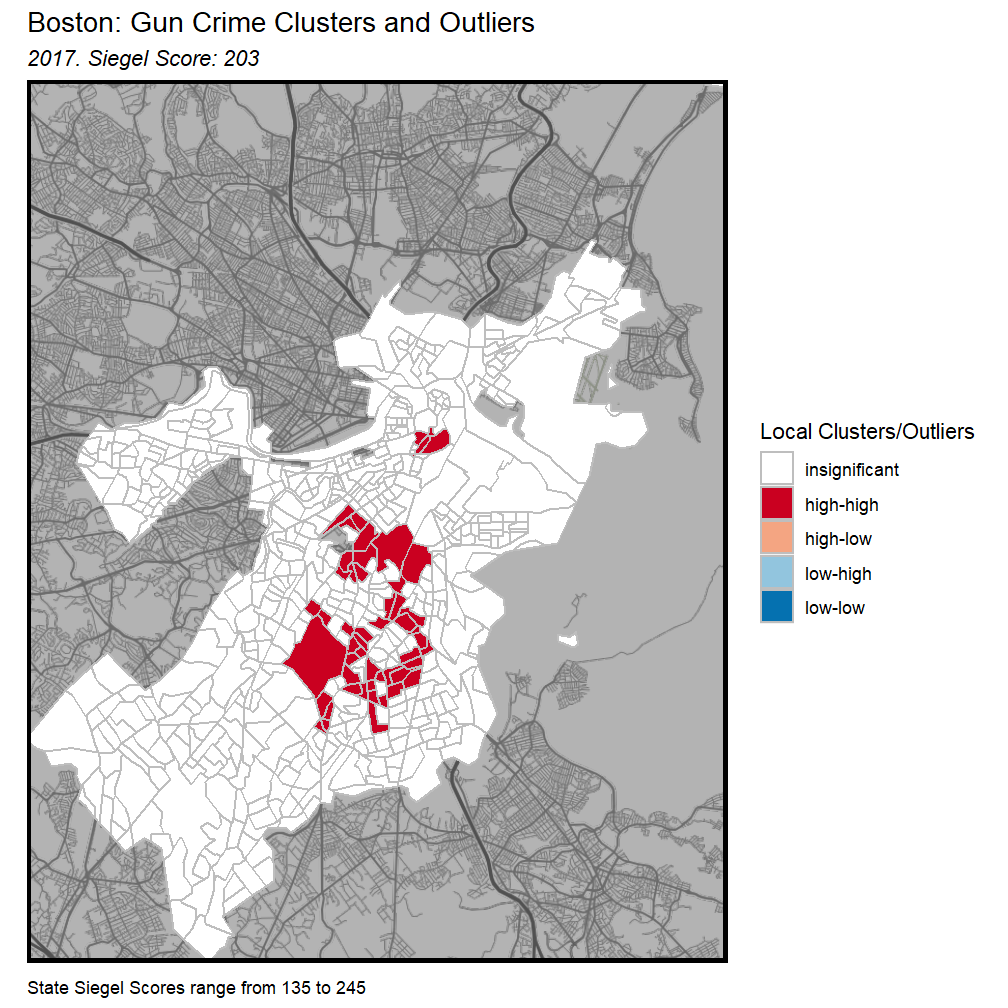 Boston: Gun Crime Clusters and Outliers
2017. Siegel Score: 203
Local Clusters/Outliers
insignificant
high-high
high-low
low-high
low-low
State Siegel Scores range from 135 to 245